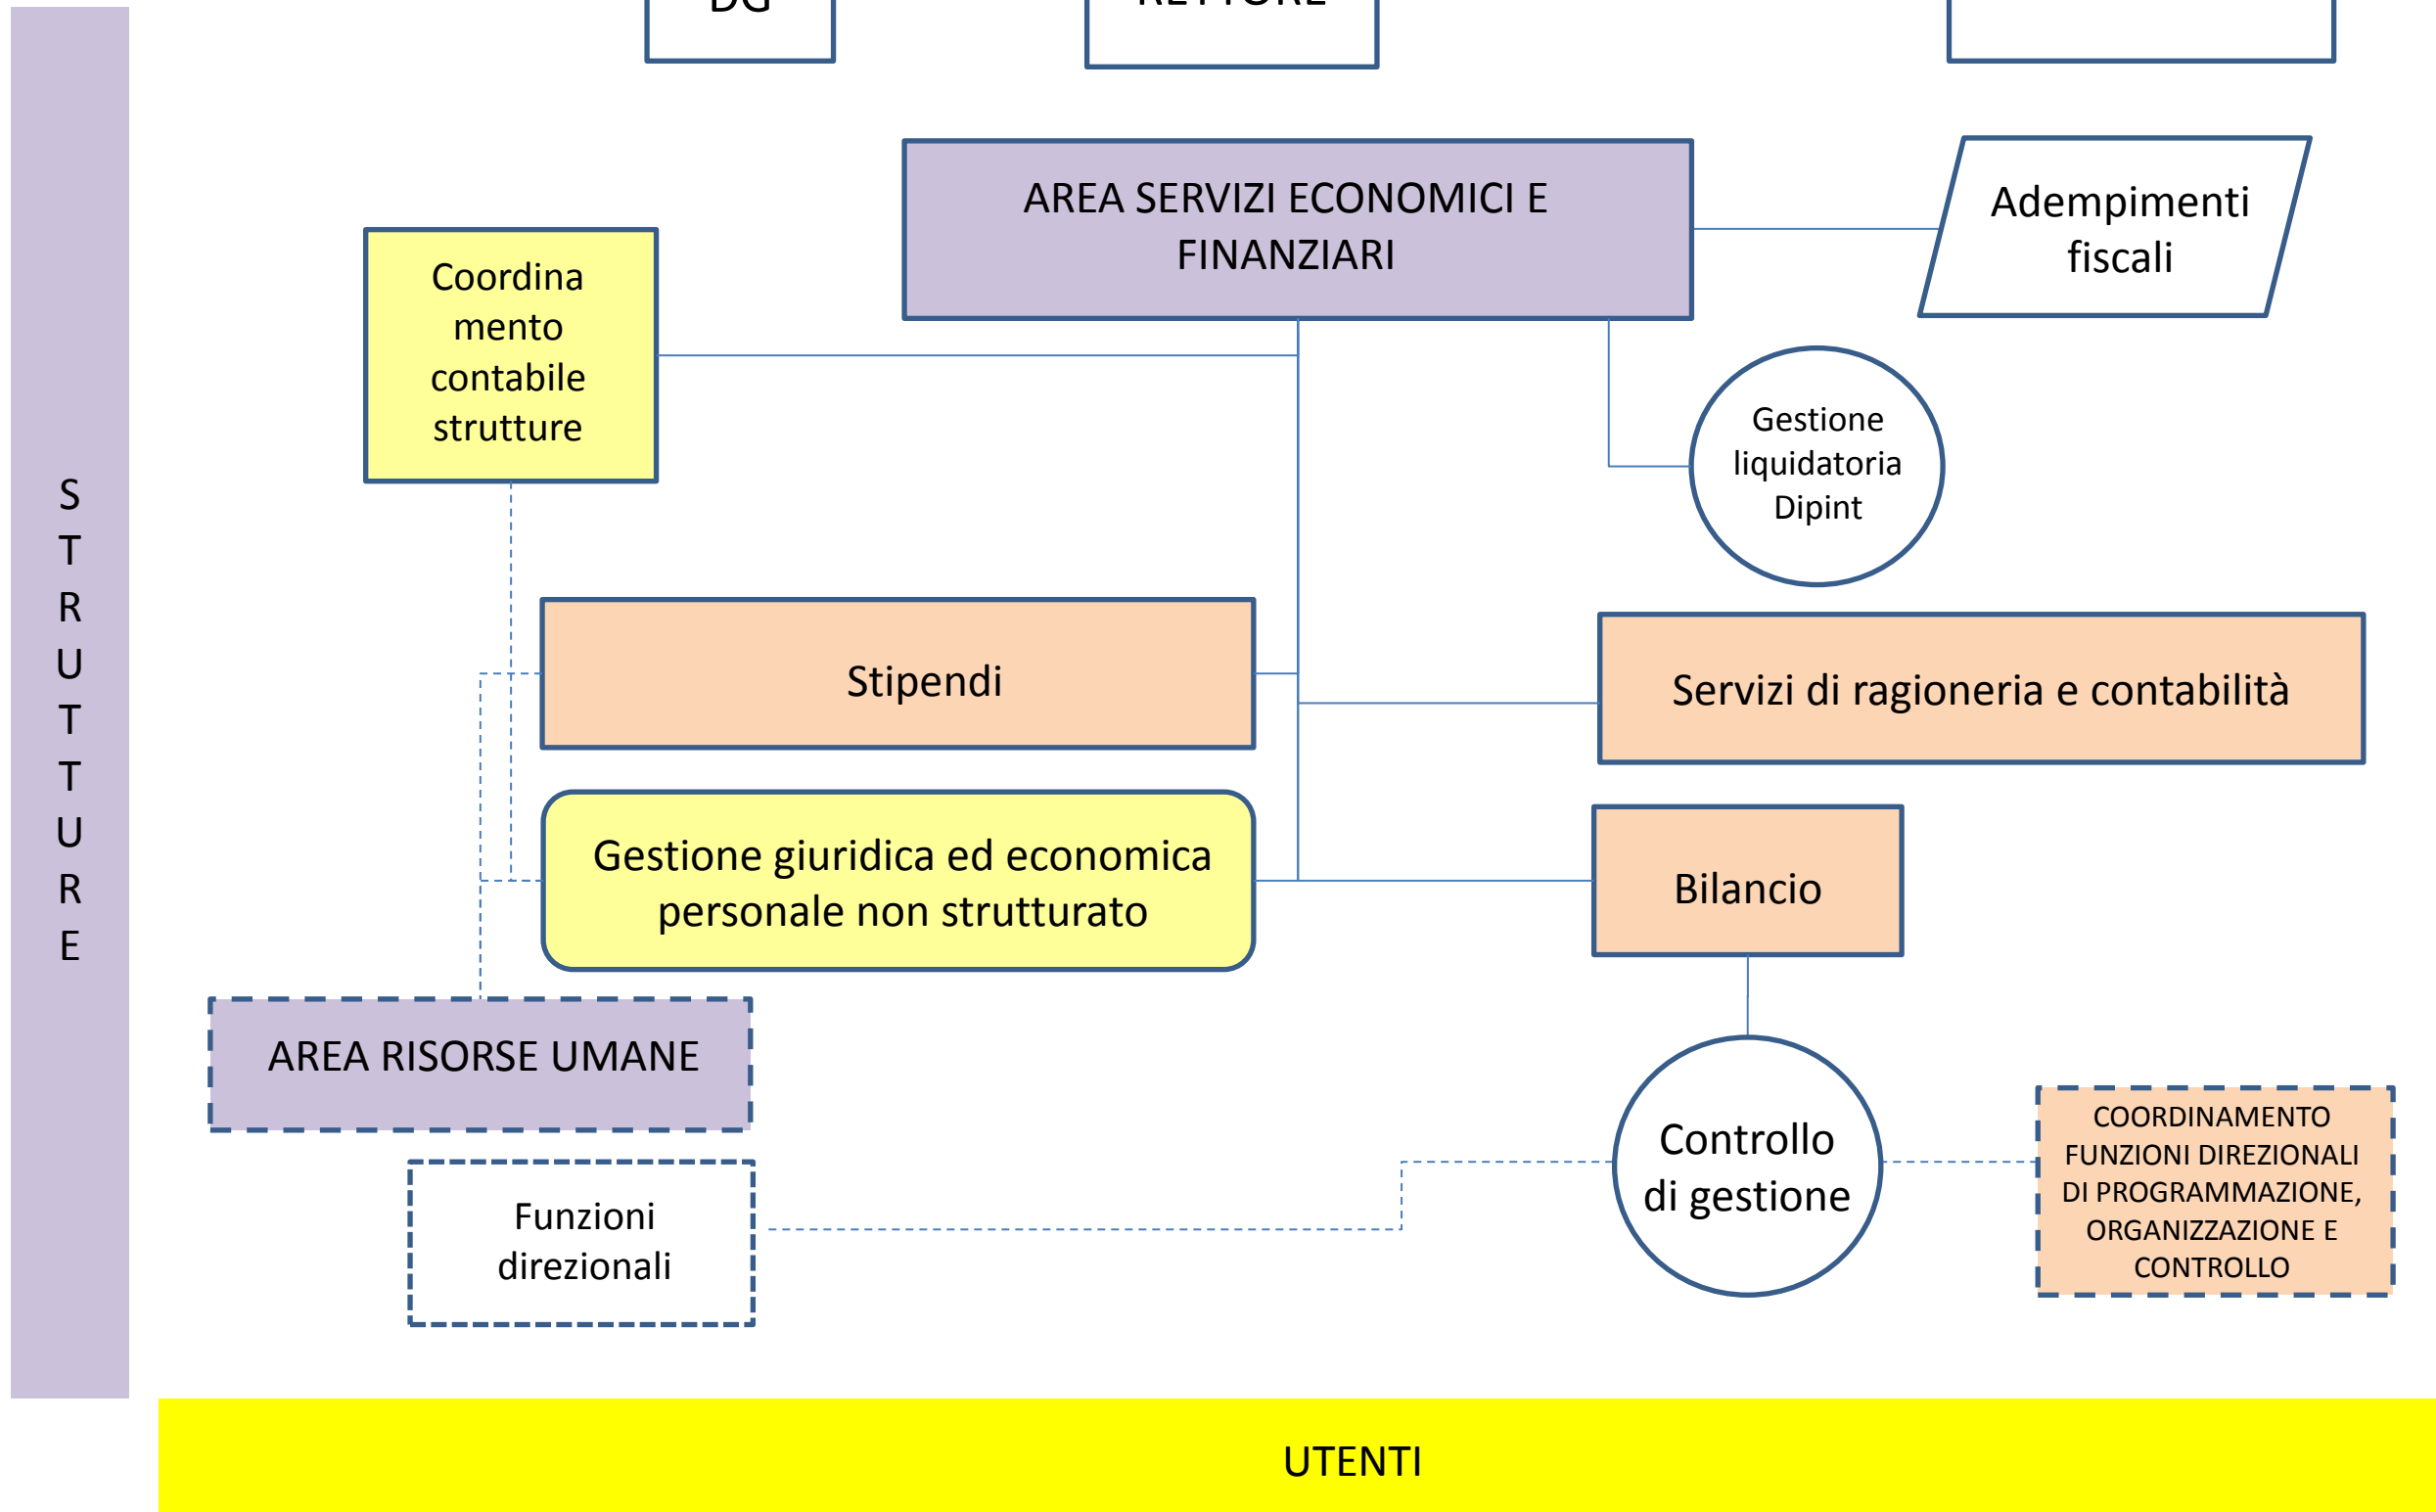 DG
RETTORE
AREA SERVIZI ECONOMICI E
FINANZIARI
Adempimenti
fiscali
Coordina
mento
contabile
strutture
Gestione
liquidatoria
Dipint
S
T
R
U
T
T
U
R
E
Stipendi
Servizi di ragioneria e contabilità
Gestione giuridica ed economica
personale non strutturato
Bilancio
AREA RISORSE UMANE
Controllo
di gestione
COORDINAMENTO
FUNZIONI DIREZIONALI
DI PROGRAMMAZIONE,
ORGANIZZAZIONE E
CONTROLLO
Funzioni
direzionali
UTENTI